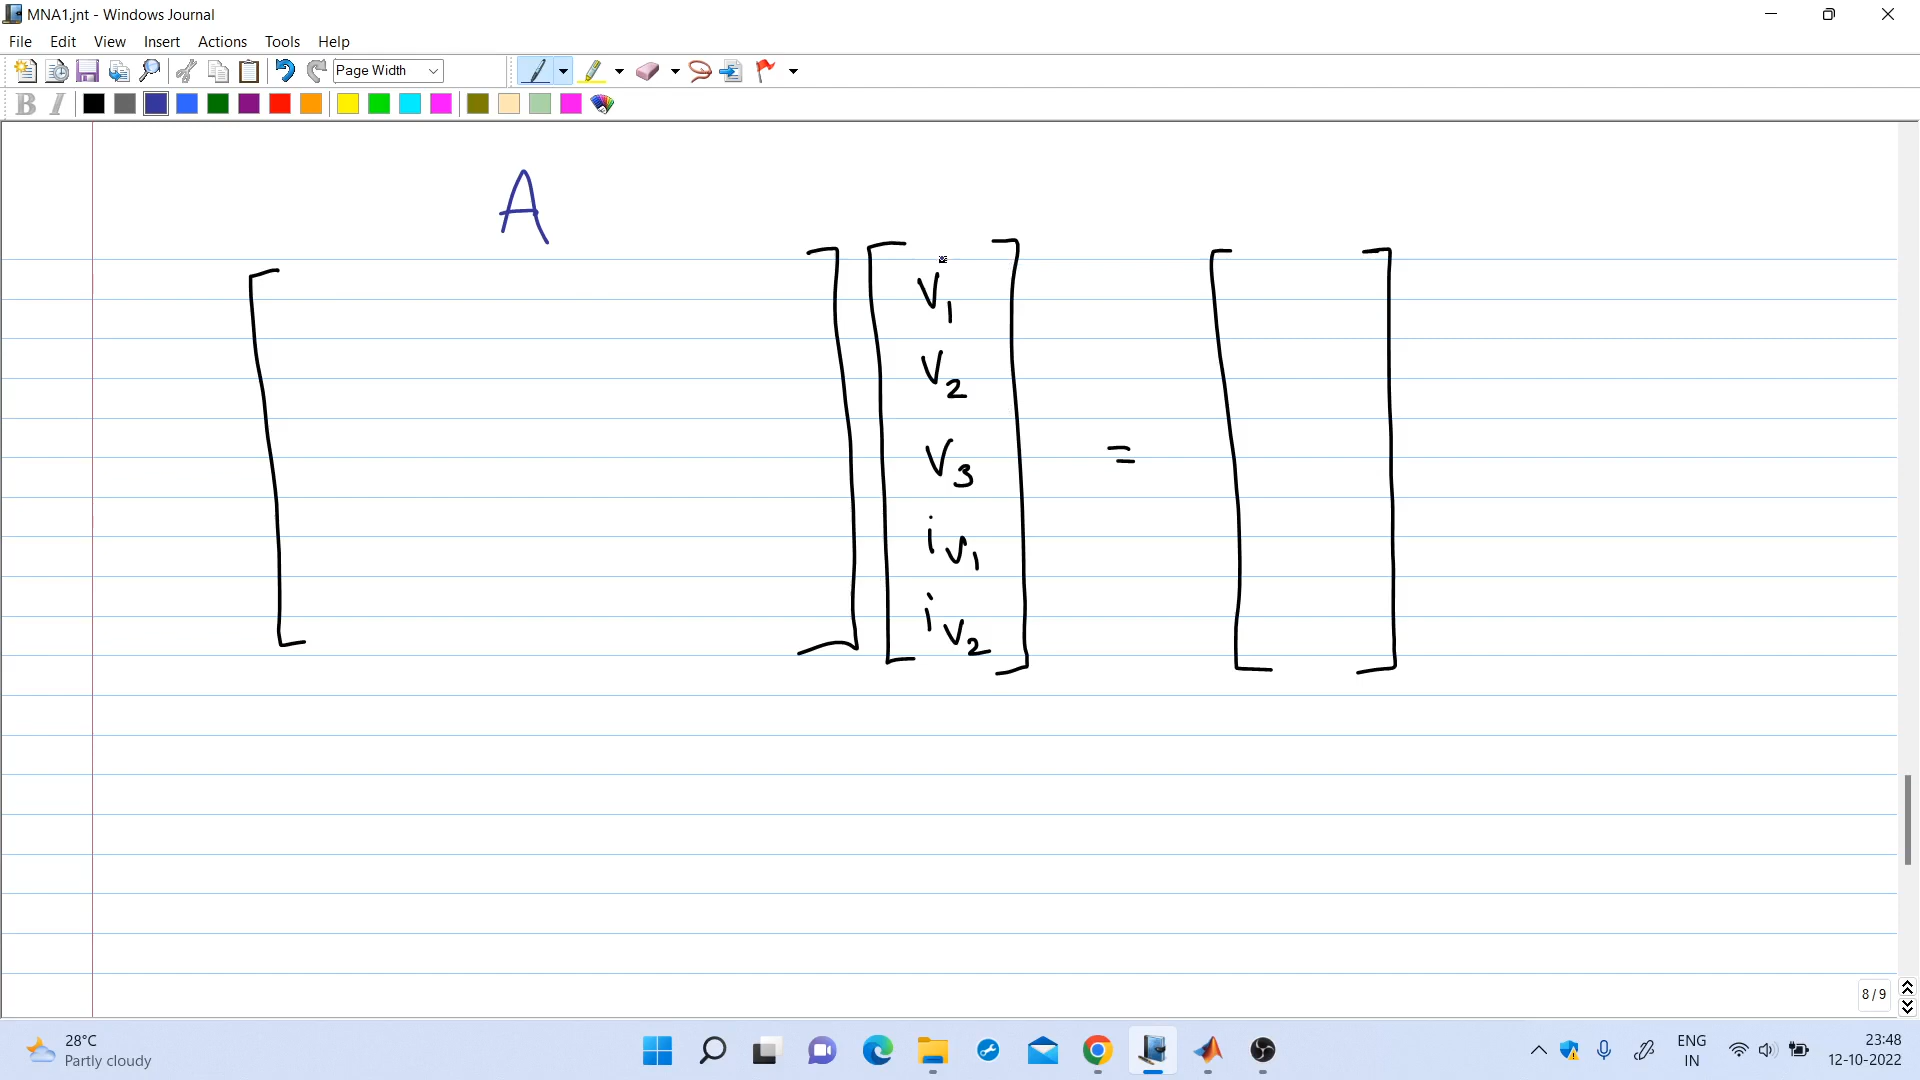 MNA1.jnt - Windows Journal
File Edit View Insert Actions Tools Help
Page Width
B I
A
v1
v2
v3
=
iv1
iv2
8 / 9
28°C
Partly cloudy
ENG
IN
23:48
12-10-2022